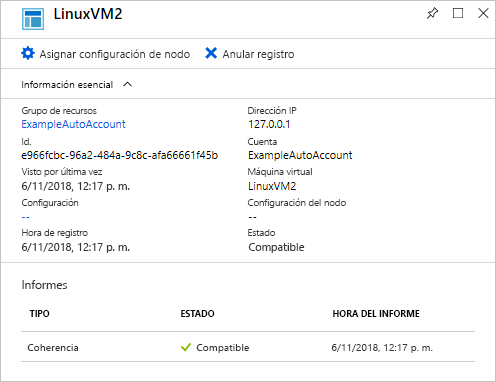 LinuxVM2
Asignar configuración de nodo Anular registro
Información esencial
Grupo de recursos Dirección IP
ExampleAutoAccount 127.0.0.1
Id. Cuenta
e966fcbc-96a2-484a-9c8c-afa66661f45b ExampleAutoAccount
Visto por última vez Máquina virtual
6/11/2018, 12:17 p. m. LinuxVM2
Configuración Configuración del nodo
-- --
Hora de registro Estado
6/11/2018, 12:17 p. m. Compatible
Informes
TIPO ESTADO HORA DEL INFORME
Coherencia Compatible 6/11/2018, 12:17 p. m.